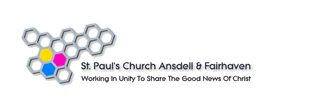 St. Paul's Church Ansdell & Fairhaven
Working In Unity To Share The Good News Of Christ